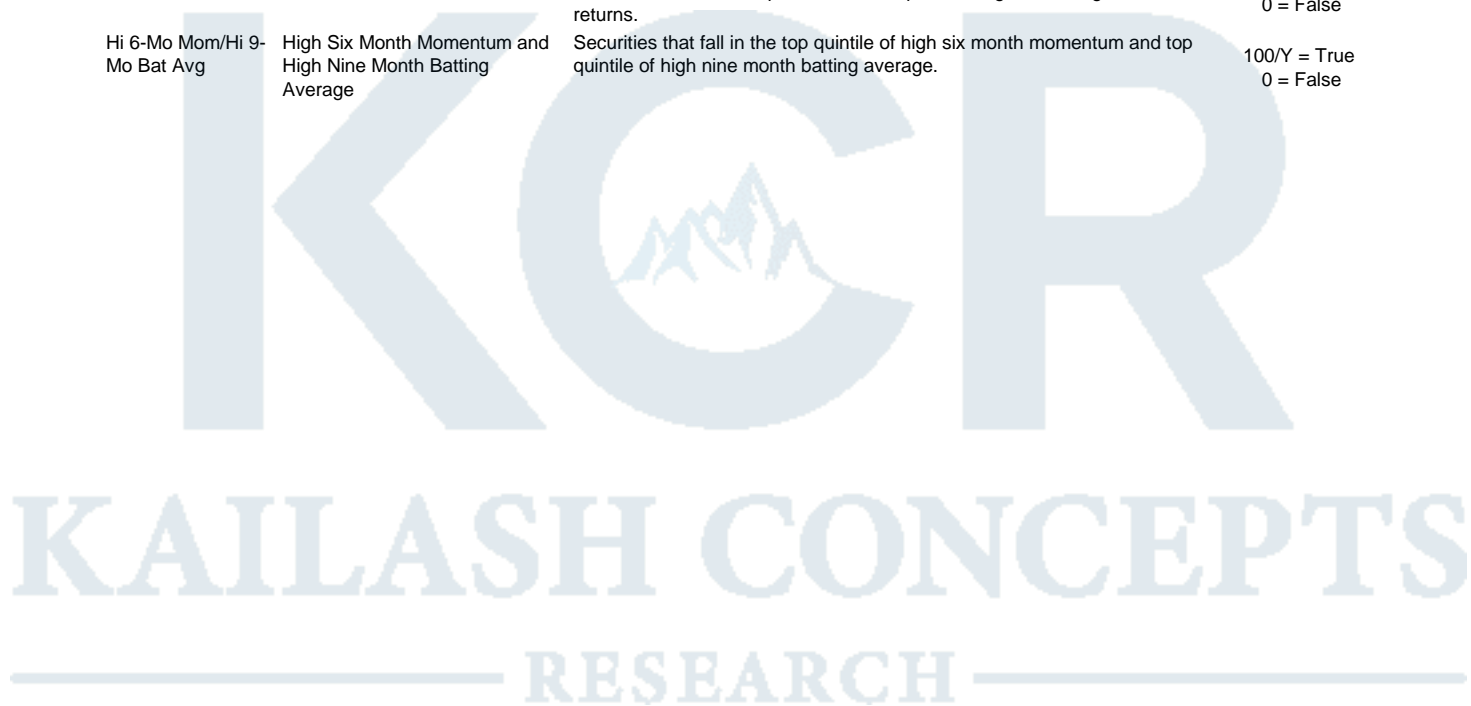 returns.
0 = False
Hi 6-Mo Mom/Hi 9-
Mo Bat Avg
High Six Month Momentum and
High Nine Month Batting
Average
Securities that fall in the top quintile of high six month momentum and top
quintile of high nine month batting average.
100/Y = True
0 = False
KCR
KAILASH CONCEPTS
RESEARCH